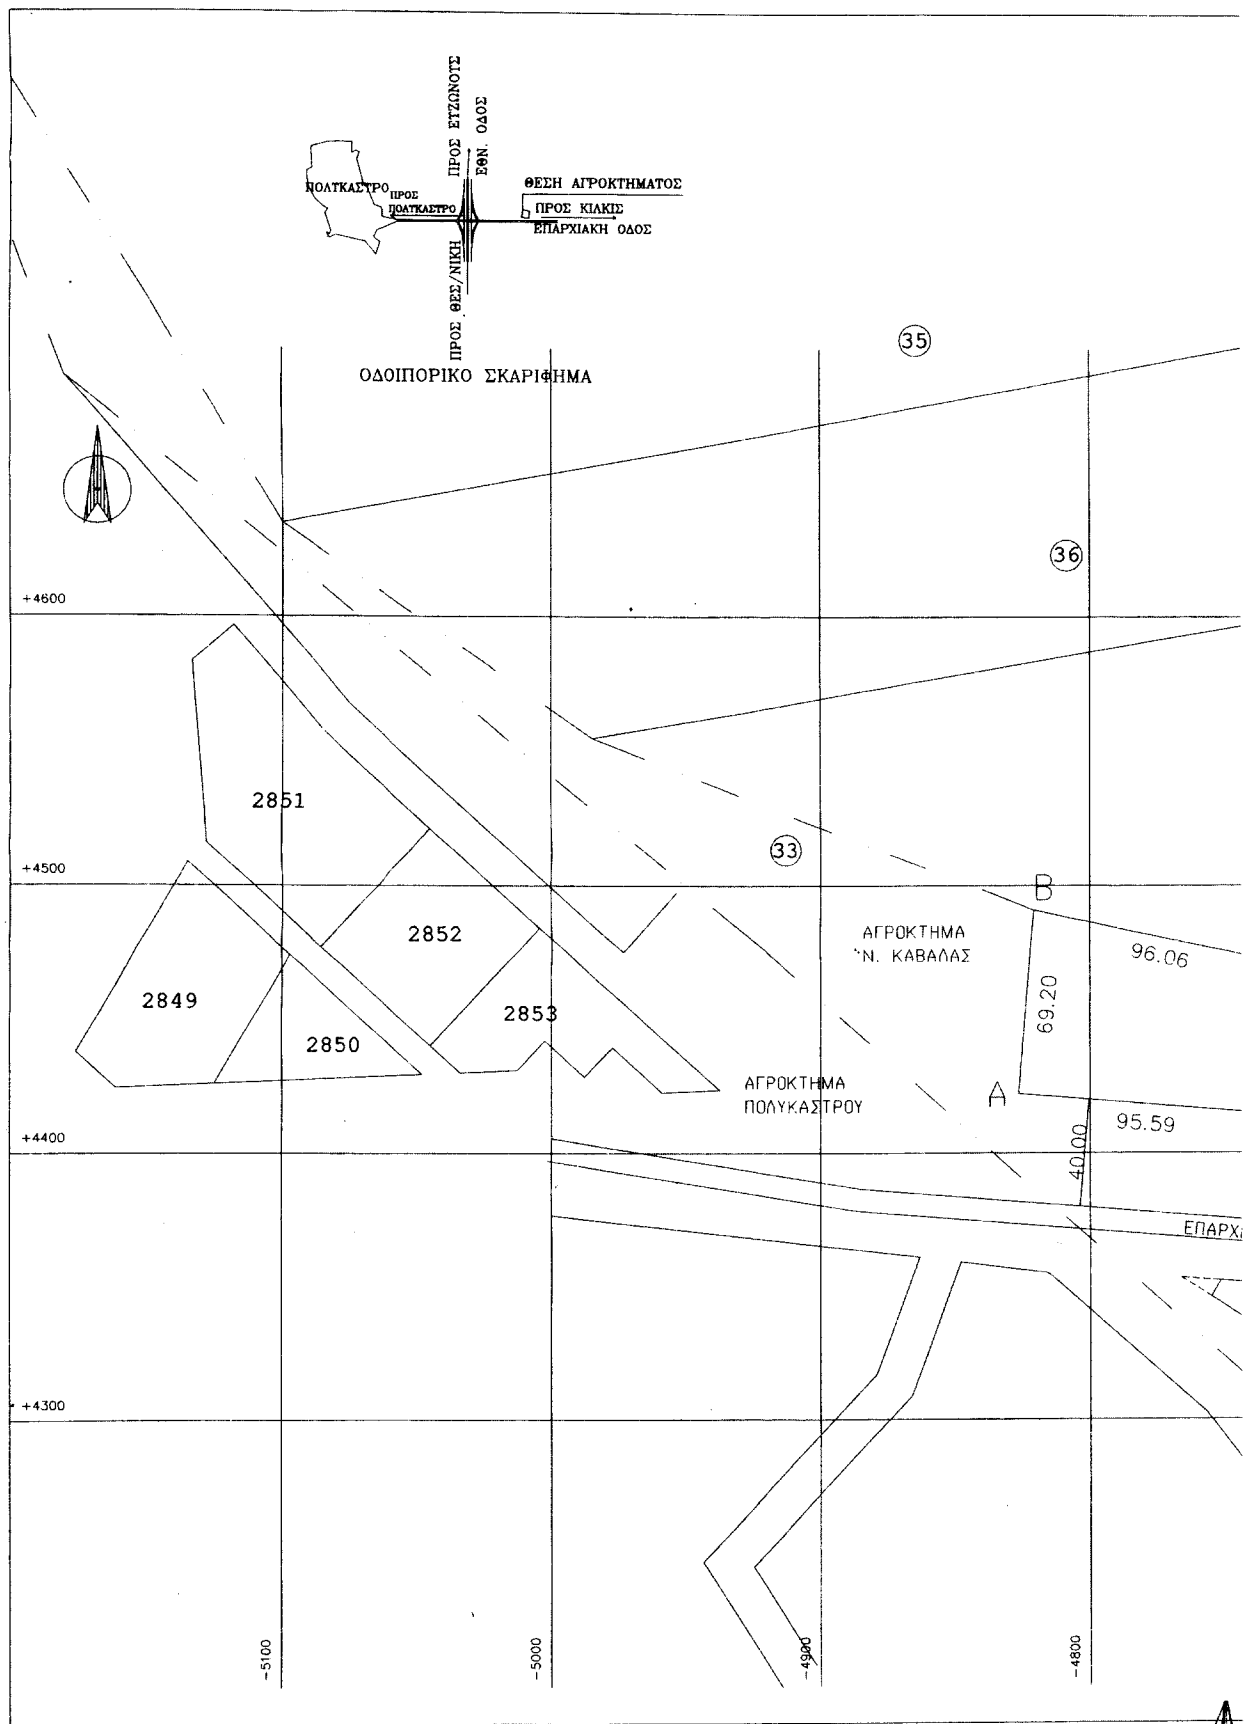 ΠΡΟΣ ΕΥΖΩΝΟΥΣ
ΕΘΝ. ΟΔΟΣ
ΠΟΛΥΚΑΣΤΡΟ
ΠΡΟΣ
ΠΟΛΥΚΑΣΤΡΟ
ΘΕΣΗ ΑΓΡΟΚΤΗΜΑΤΟΣ
ΠΡΟΣ ΚΙΛΚΙΣ
ΕΠΑΡΧΙΑΚΗ ΟΔΟΣ
ΠΡΟΣ ΘΕΣ/ΝΙΚΗ
ΟΔΟΙΠΟΡΙΚΟ ΣΚΑΡΙΦΗΜΑ
35
36
+4600
2851
33
+4500
B
2852
ΑΓΡΟΚΤΗΜΑ
Ν. ΚΑΒΑΛΑΣ
96.06
69.20
2849
2853
2850
ΑΓΡΟΚΤΗΜΑ
ΠΟΛΥΚΑΣΤΡΟΥ
A
95.59
+4400
40.00
ΕΠΑΡΧΙ
+4300
-5100
-5000
-4900
-4800